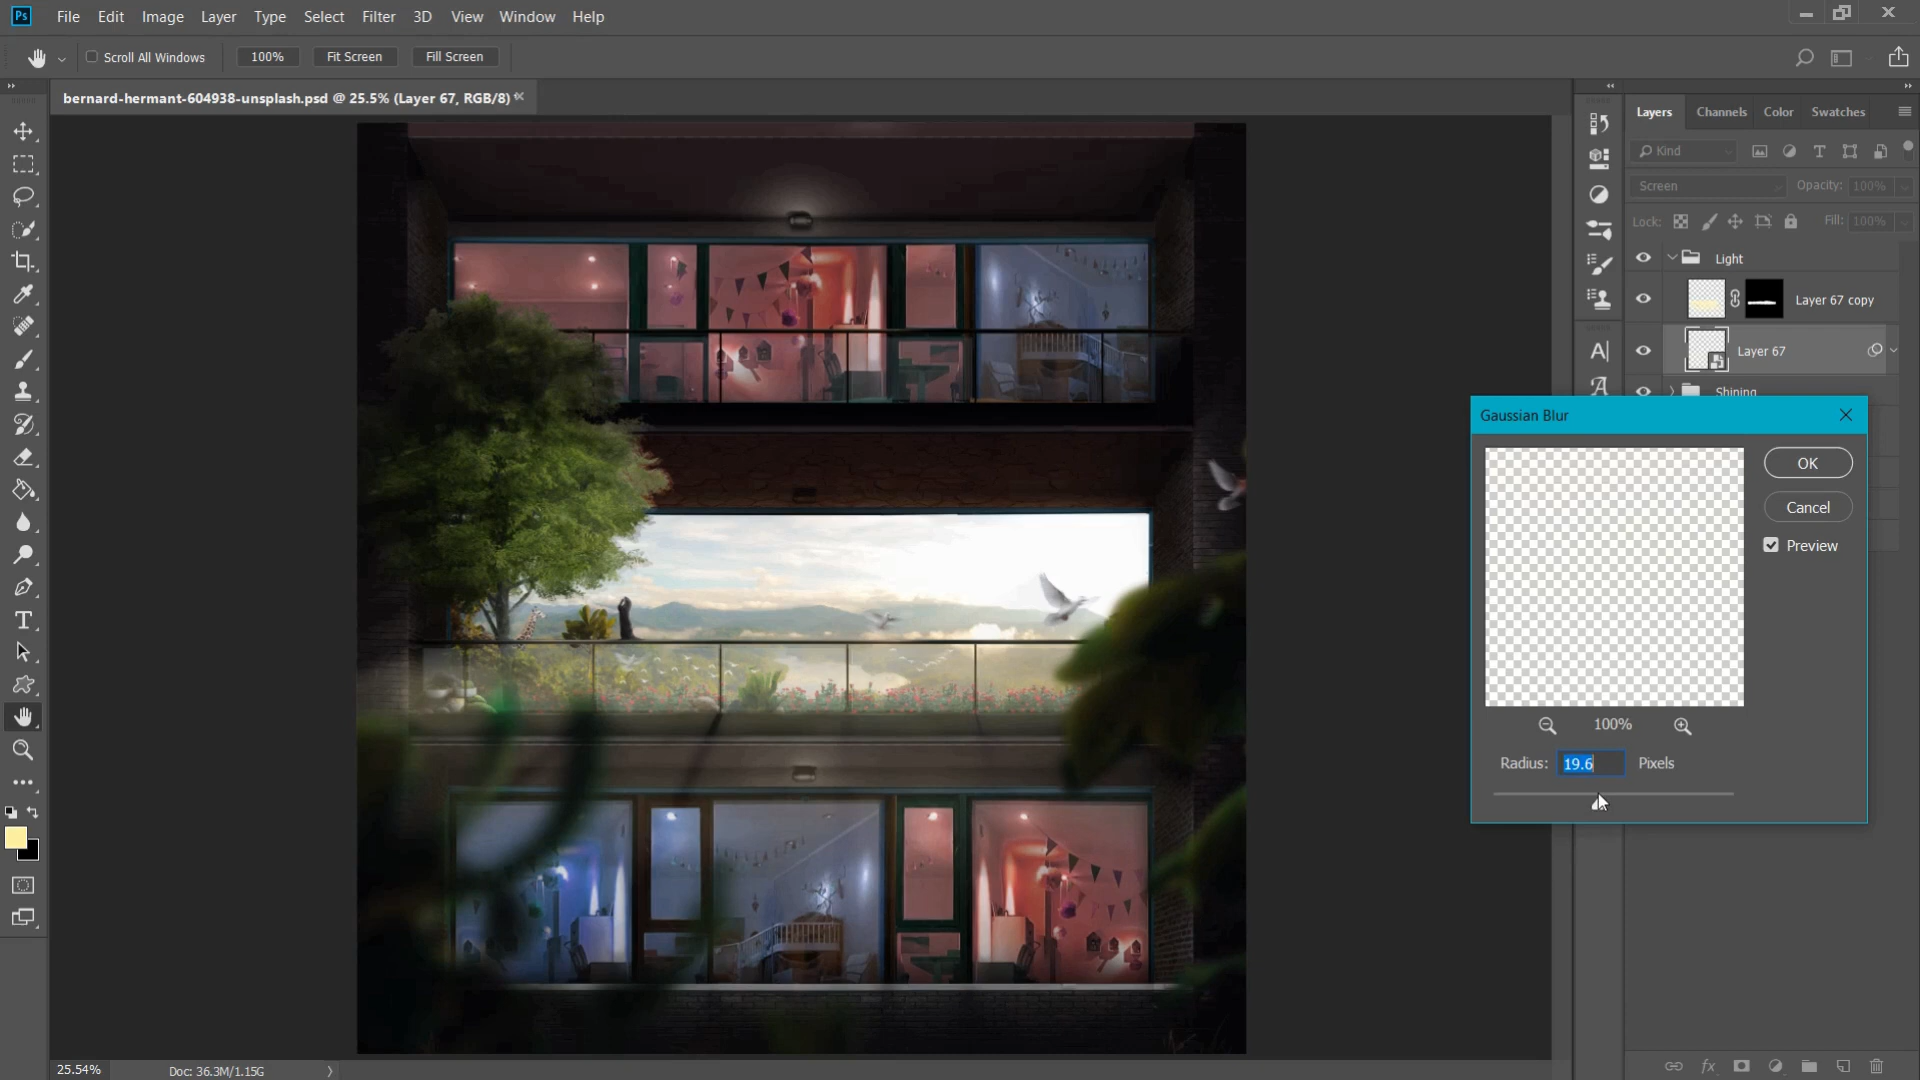 Ps File Edit Image Layer Type Select Filter 3D View Window Help
Scroll All Windows 100% Fit Screen Fill Screen
bernard-hermant-604938-unsplash.psd @ 25.5% (Layer 67, RGB/8) *
Layers Channels Color Swatches
Kind
Screen Opacity: 100%
Lock: Fill: 100%
Light
Layer 67 copy
Layer 67
Shining
Gaussian Blur
OK
Cancel
Preview
100%
Radius: 19.6 Pixels
25.54% Doc: 36.3M/1.15G